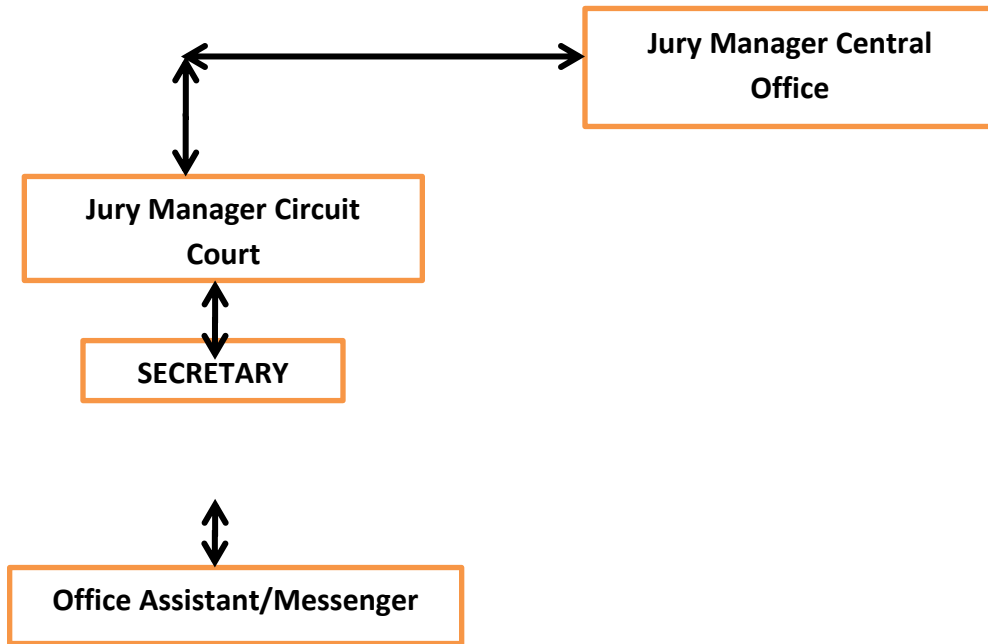 Jury Manager Central
Office
Jury Manager Circuit
Court
SECRETARY
Office Assistant/Messenger